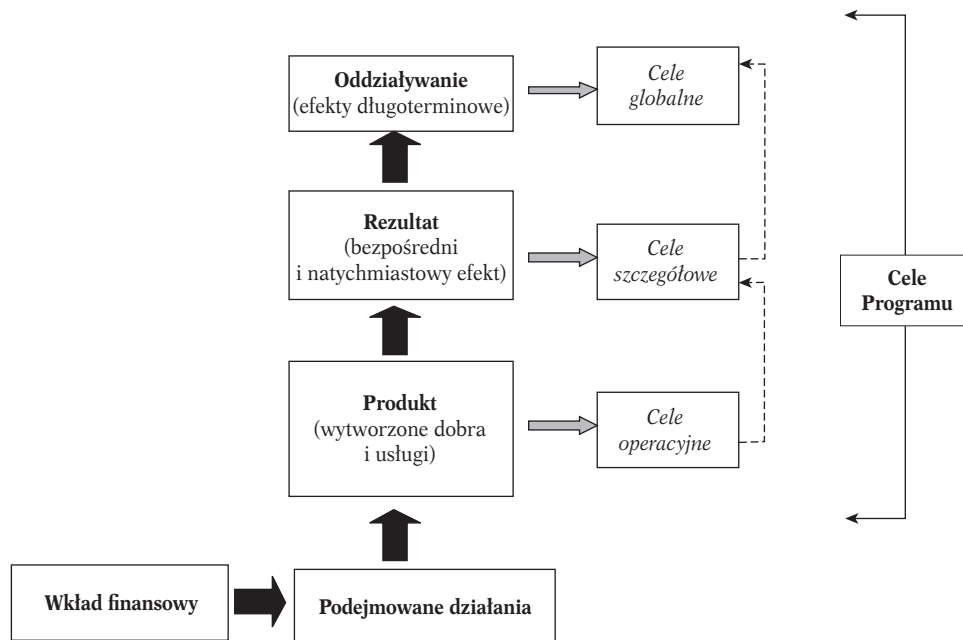 Oddziaływanie
(efekty długoterminowe)
Cele
globalne
Rezultat
(bezpośredni
i natychmiastowy efekt)
Cele
szczegółowe
Cele
Programu
Produkt
(wytworzone dobra
i usługi)
Cele
operacyjne
Wkład finansowy
Podejmowane działania